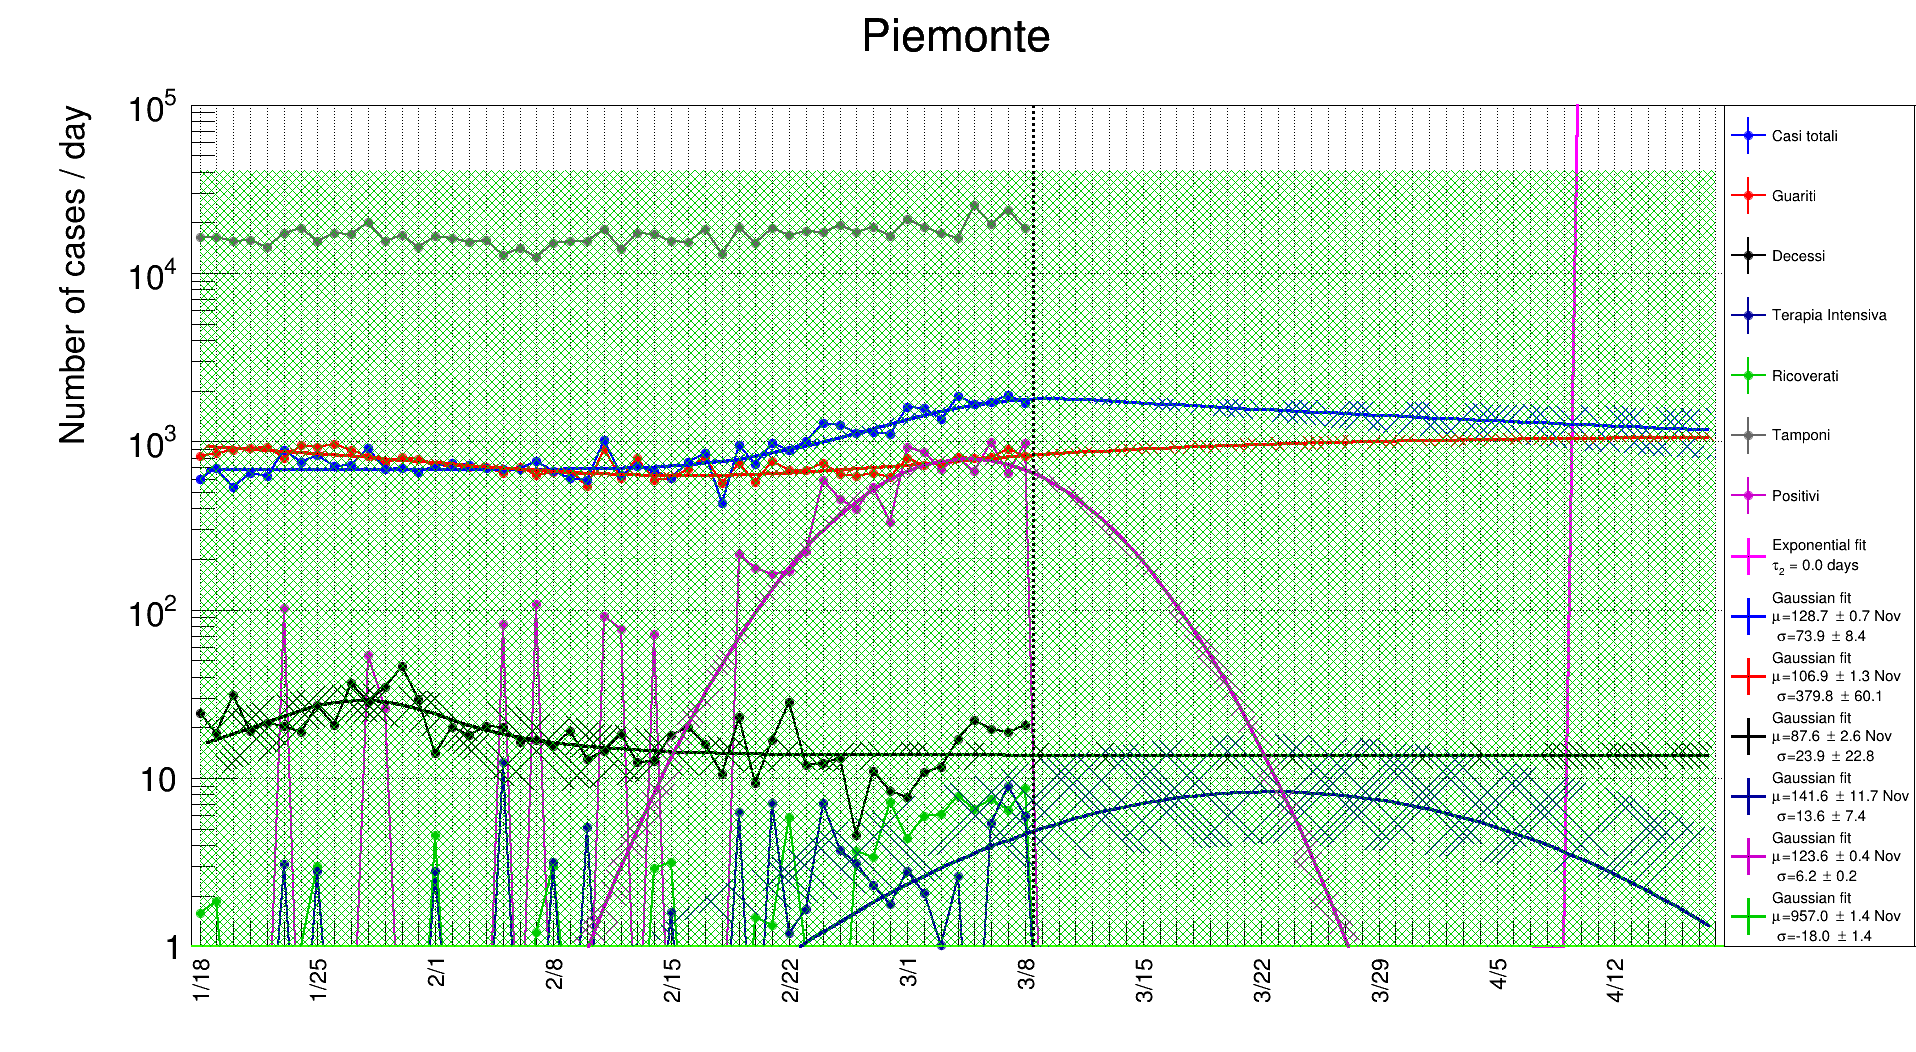 Piemonte
Number of cases / day
10^5
10^4
10^3
10^2
10
1
1/18
1/25
2/1
2/8
2/15
2/22
3/1
3/8
3/15
3/22
3/29
4/5
4/12
Casi totali
Guariti
Decessi
Terapia Intensiva
Ricoverati
Tamponi
Positivi
Exponential fit
τ₂ = 0.0 days
Gaussian fit
μ=128.7 ± 0.7 Nov
σ=73.9 ± 8.4
Gaussian fit
μ=106.9 ± 1.3 Nov
σ=379.8 ± 60.1
Gaussian fit
μ=87.6 ± 2.6 Nov
σ=23.9 ± 22.8
Gaussian fit
μ=141.6 ± 11.7 Nov
σ=13.6 ± 7.4
Gaussian fit
μ=123.6 ± 0.4 Nov
σ=6.2 ± 0.2
Gaussian fit
μ=957.0 ± 1.4 Nov
σ=-18.0 ± 1.4